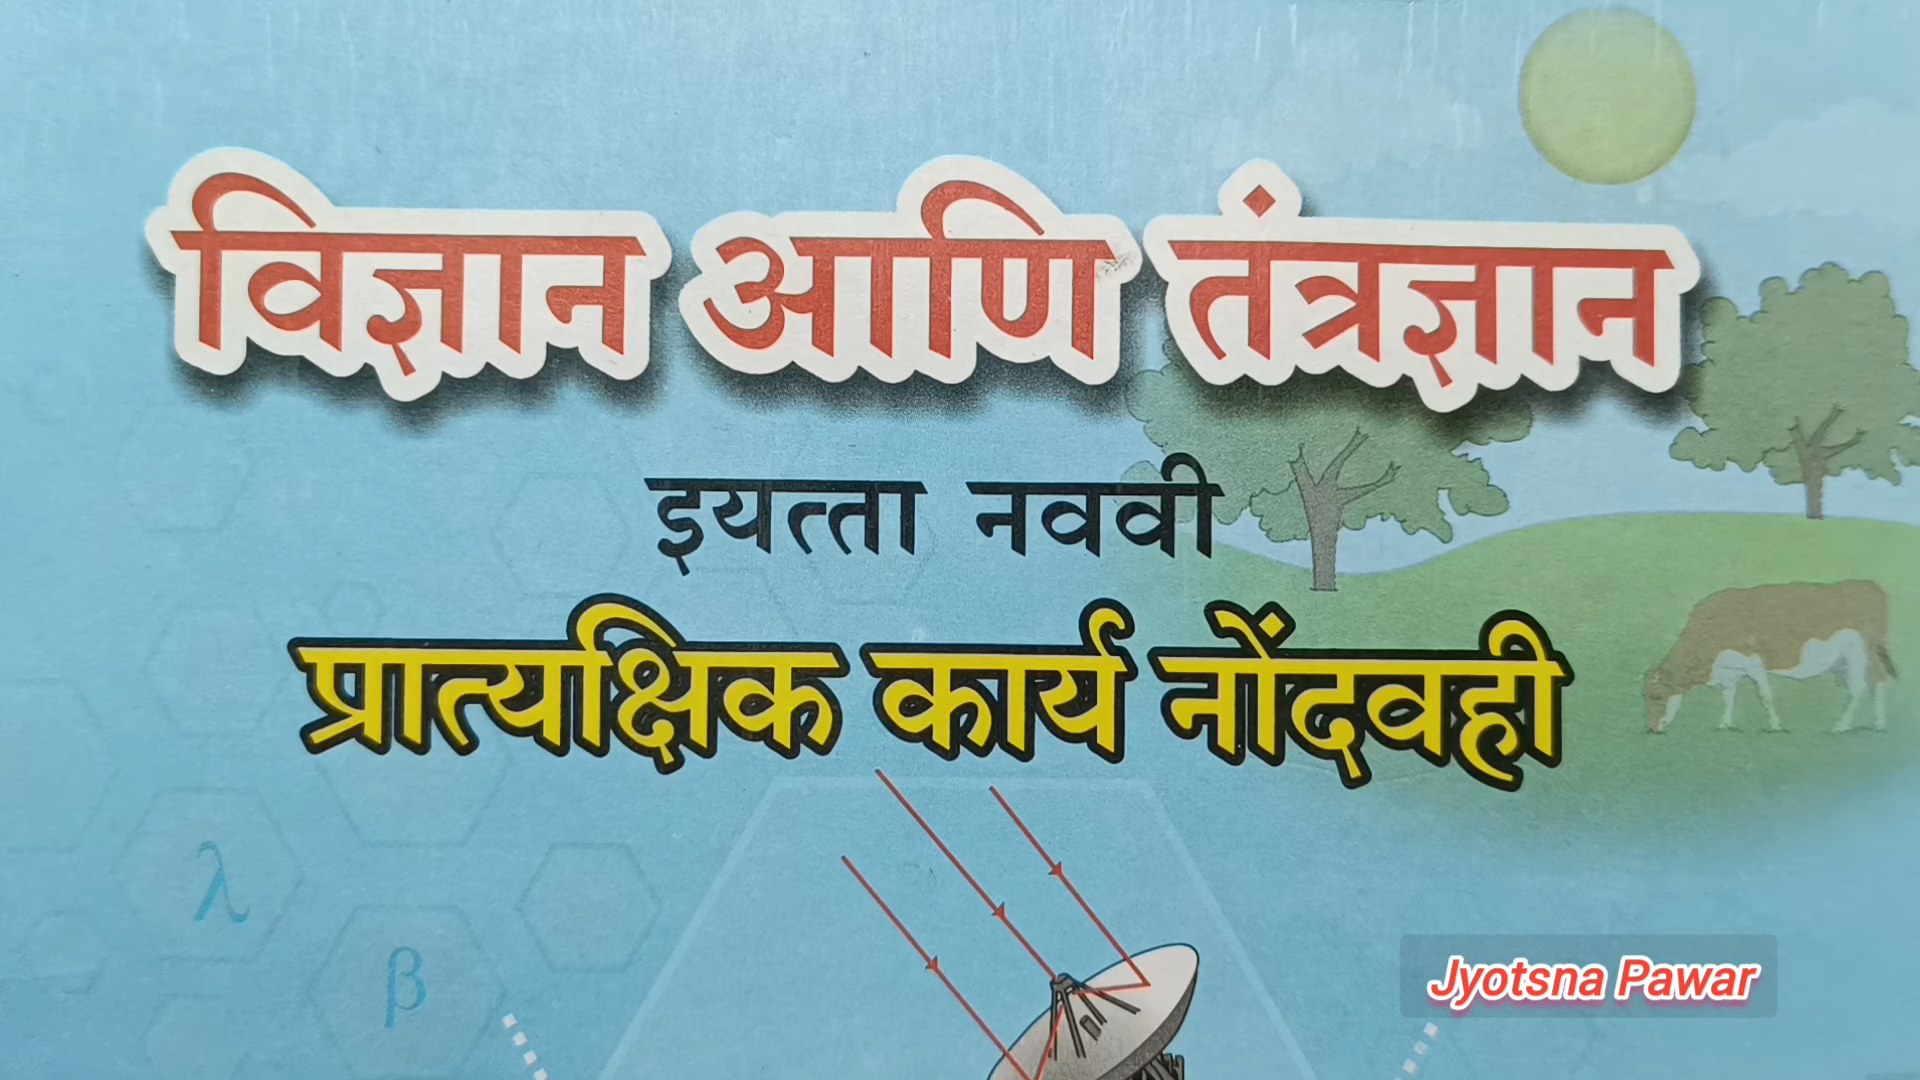 विज्ञान आणि तंत्रज्ञान
इयत्ता नववी
प्रात्यक्षिक कार्य नोंदवही
λ
β
Jyotsna Pawar